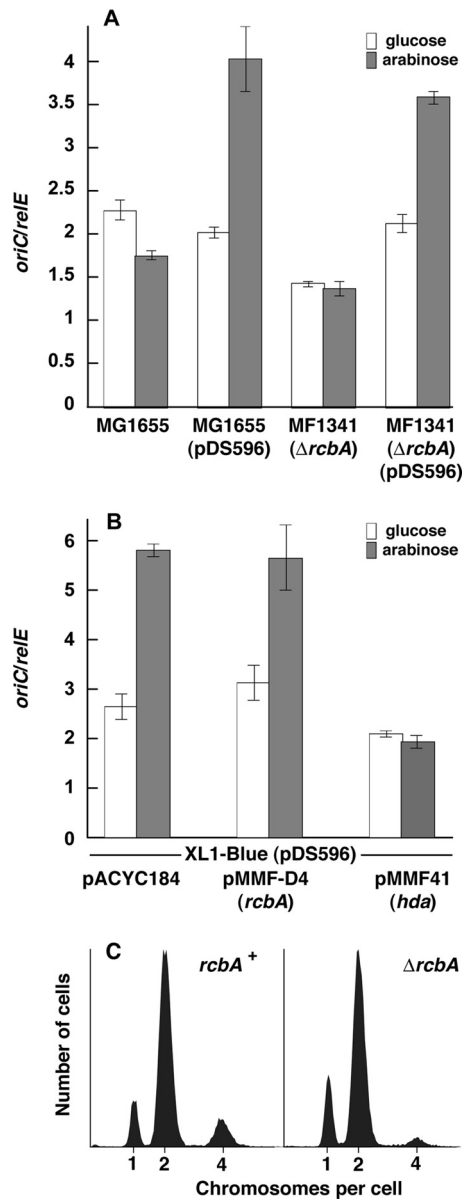 A
glucose
arabinose
4
3.5
3
2.5
2
1.5
1
0.5
0
oriC/relE
MG1655
MG1655
(pDS596)
MF1341
(ΔrcbA)
MF1341
(ΔrcbA)
(pDS596)
B
glucose
arabinose
6
5
4
3
2
1
0
oriC/relE
XL1-Blue (pDS596)
pACYC184
pMMF-D4
(rcbA)
pMMF41
(hda)
C
rcbA +
ΔrcbA
Number of cells
1 2 4
1 2 4
Chromosomes per cell